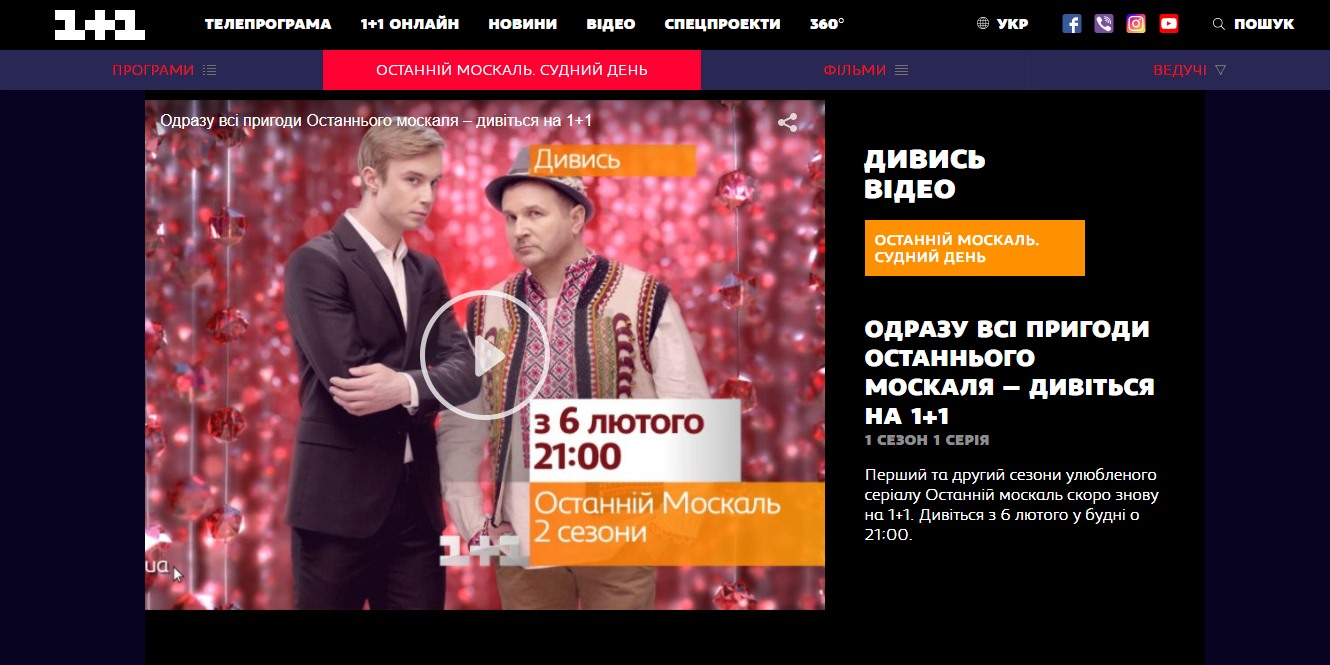 1+1
ТЕЛЕПРОГРАМА 1+1 ОНЛАЙН НОВИНИ ВІДЕО СПЕЦПРОЕКТИ 360° УКР ПОШУК
ПРОГРАМИ ОСТАННІЙ МОСКАЛЬ. СУДНИЙ ДЕНЬ ФІЛЬМИ ВЕДУЧІ
Одразу всі пригоди Останнього москаля – дивіться на 1+1
Дивись
з 6 лютого
21:00
Останній Москаль
2 сезони
1+1
ua
ДИВИСЬ
ВІДЕО
ОСТАННІЙ МОСКАЛЬ.
СУДНИЙ ДЕНЬ
ОДРАЗУ ВСІ ПРИГОДИ
ОСТАННЬОГО
МОСКАЛЯ – ДИВІТЬСЯ
НА 1+1
1 СЕЗОН 1 СЕРІЯ
Перший та другий сезони улюбленого
серіалу Останній москаль скоро знову
на 1+1. Дивіться з 6 лютого у будні о
21:00.